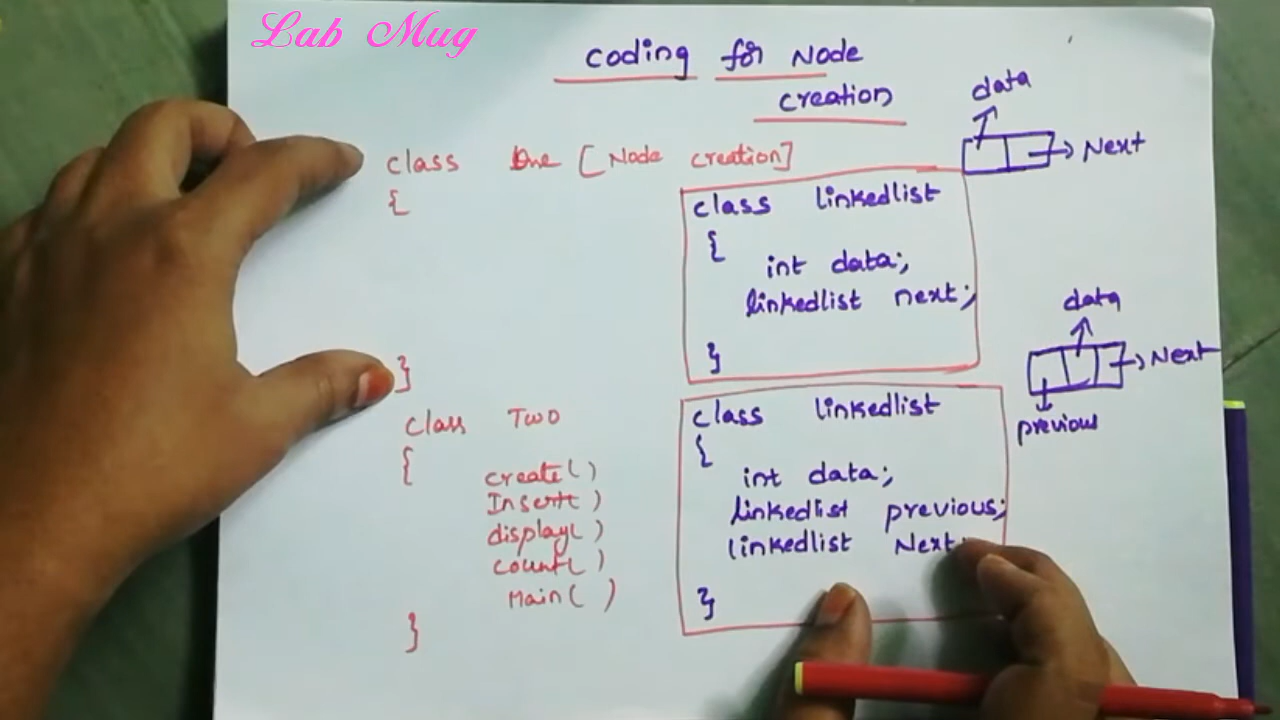 Lab Mug
Coding for Node
creation
class One [Node creation]
{
}
class linkedlist
{
int data;
linkedlist next;
}
data
Next
class Two
{
create()
Insert()
display()
count()
Main( )
}
class linkedlist
{
int data;
linkedlist previous;
linkedlist Next;
}
data
Next
previous